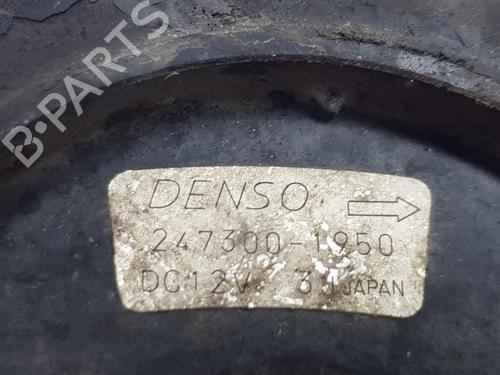 B-PARTS
DENSO
247300-1950
DC12V 3J JAPAN